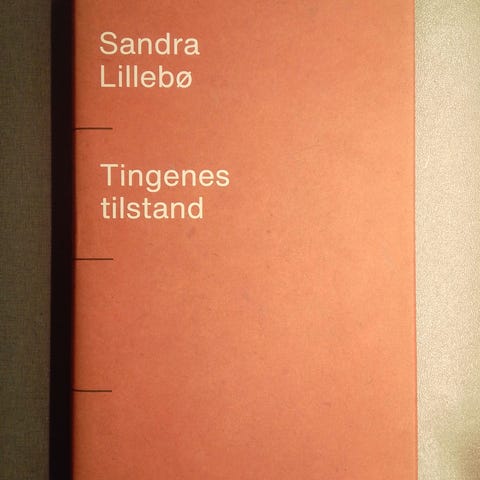 Sandra
Lillebø
Tingenes
tilstand